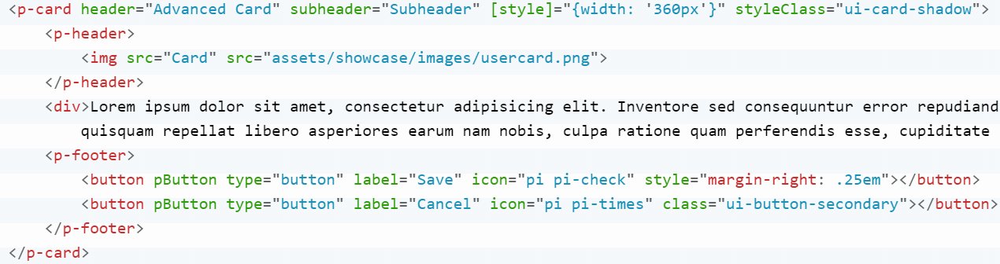 <p-card header="Advanced Card" subheader="Subheader" [style]="{width: '360px'}" styleClass="ui-card-shadow">
    <p-header>
        <img src="Card" src="assets/showcase/images/usercard.png">
    </p-header>
    <div>Lorem ipsum dolor sit amet, consectetur adipisicing elit. Inventore sed consequuntur error repudiand
        quisquam repellat libero asperiores earum nam nobis, culpa ratione quam perferendis esse, cupiditate
    <p-footer>
        <button pButton type="button" label="Save" icon="pi pi-check" style="margin-right: .25em"></button>
        <button pButton type="button" label="Cancel" icon="pi pi-times" class="ui-button-secondary"></button>
    </p-footer>
</p-card>